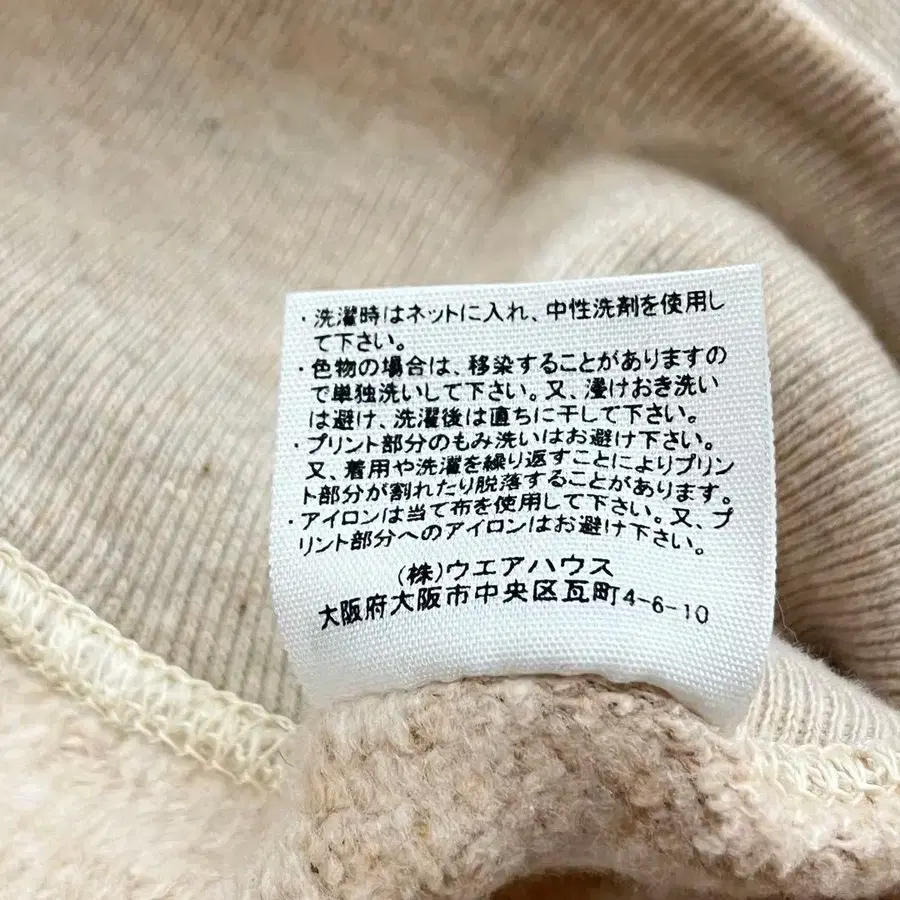 ・洗濯時はネットに入れ、中性洗剤を使用し
て下さい。
・色物の場合は、移染することがありますの
で単独洗いして下さい。又、浸けおき洗い
は避け、洗濯後は直ちに干して下さい。
・プリント部分のもみ洗いはお避け下さい。
又、着用や洗濯を繰り返すことによりプリン
ト部分が割れたり脱落することがあります。
・アイロンは当て布を使用して下さい。又、プ
リント部分へのアイロンはお避け下さい。
(株)ウエアハウス
大阪府大阪市中央区瓦町4-6-10